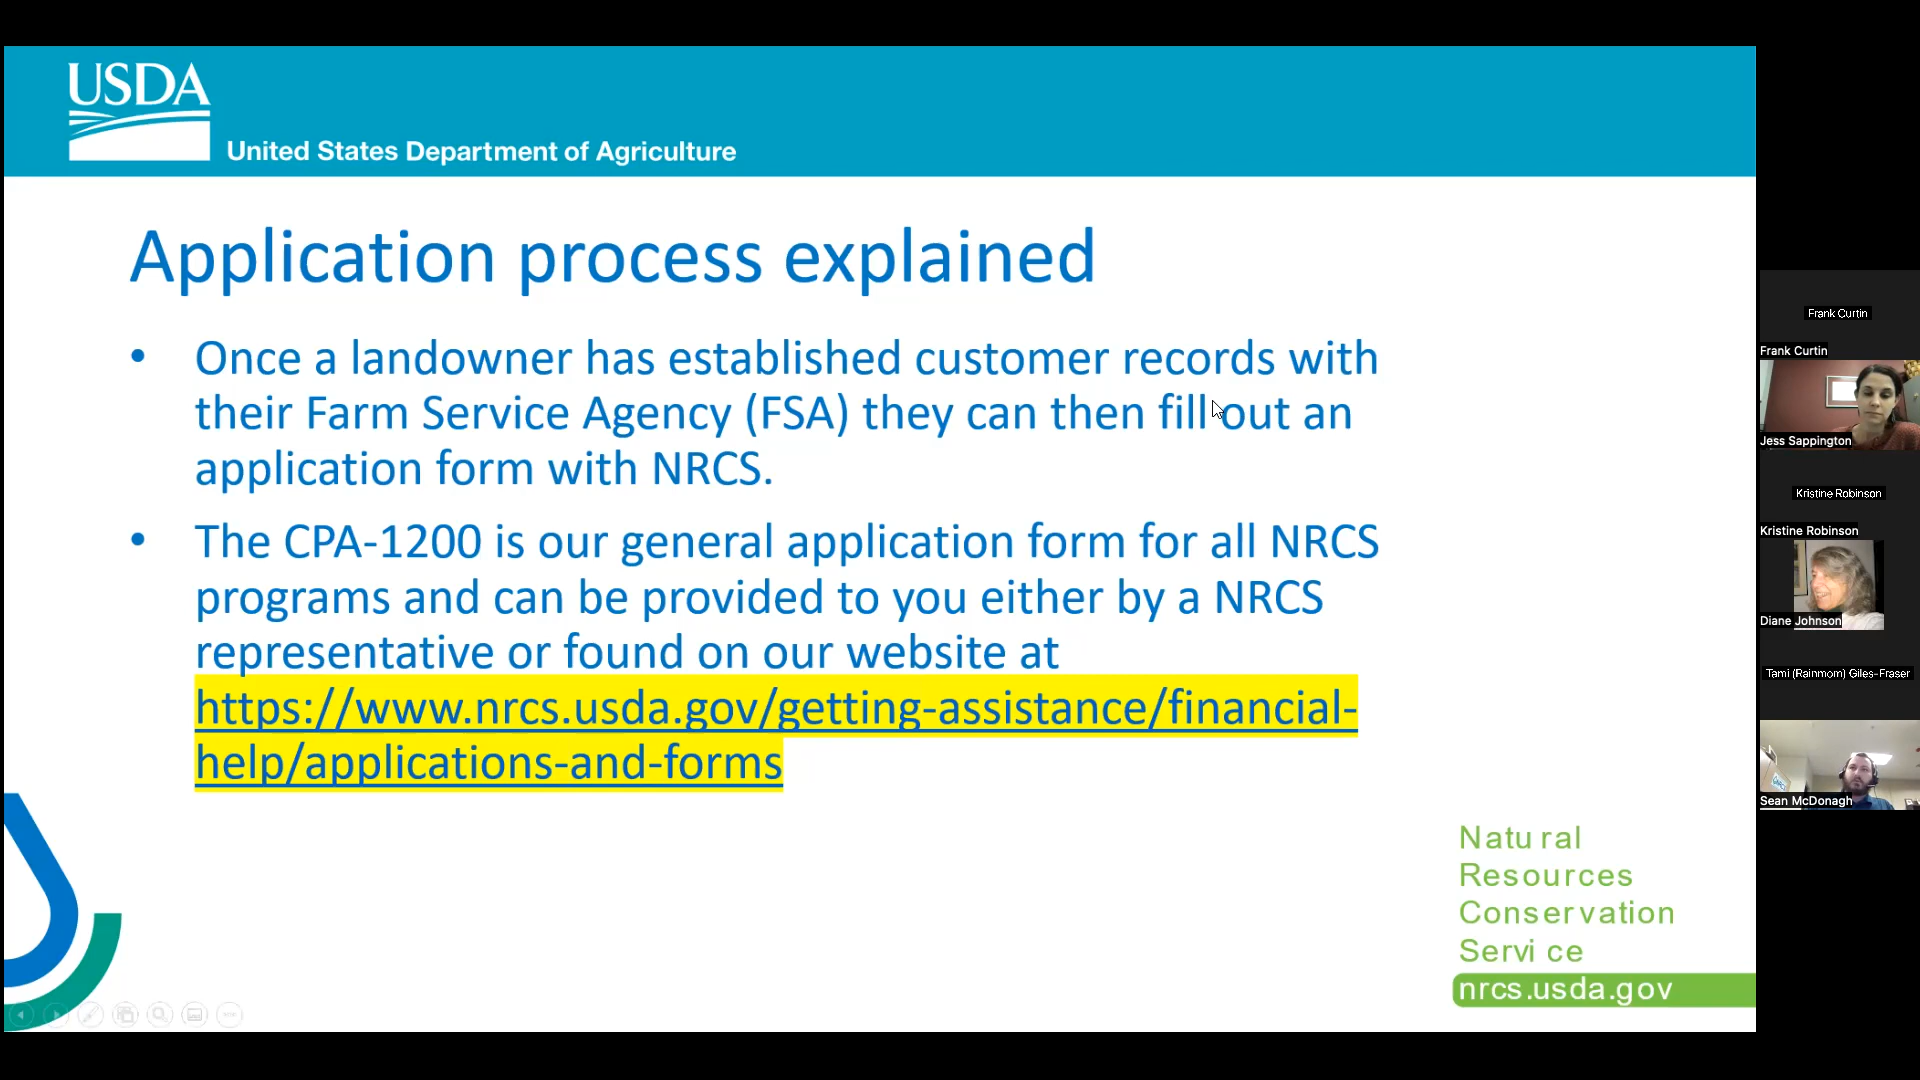 USDA
United States Department of Agriculture
Application process explained
• Once a landowner has established customer records with
their Farm Service Agency (FSA) they can then fill out an
application form with NRCS.
• The CPA-1200 is our general application form for all NRCS
programs and can be provided to you either by a NRCS
representative or found on our website at
https://www.nrcs.usda.gov/getting-assistance/financial-
help/applications-and-forms
Natural
Resources
Conservation
Service
nrcs.usda.gov
Frank Curtin
Frank Curtin
Jess Sappington
Kristine Robinson
Kristine Robinson
Diane Johnson
Tami (Rainmom) Giles-Fraser
Sean McDonagh